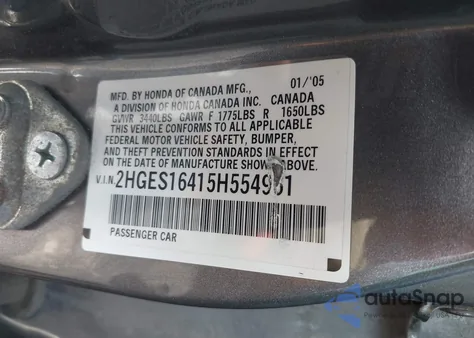 MFD. BY HONDA OF CANADA MFG., 01/'05
A DIVISION OF HONDA CANADA INC. CANADA
GVWR 3440LBS GAWR F 1775LBS R 1650LBS
THIS VEHICLE CONFORMS TO ALL APPLICABLE
FEDERAL MOTOR VEHICLE SAFETY, BUMPER,
AND THEFT PREVENTION STANDARDS IN EFFECT
ON THE DATE OF MANUFACTURE SHOWN ABOVE.
V.I.N.
PASSENGER CAR
autoSnap